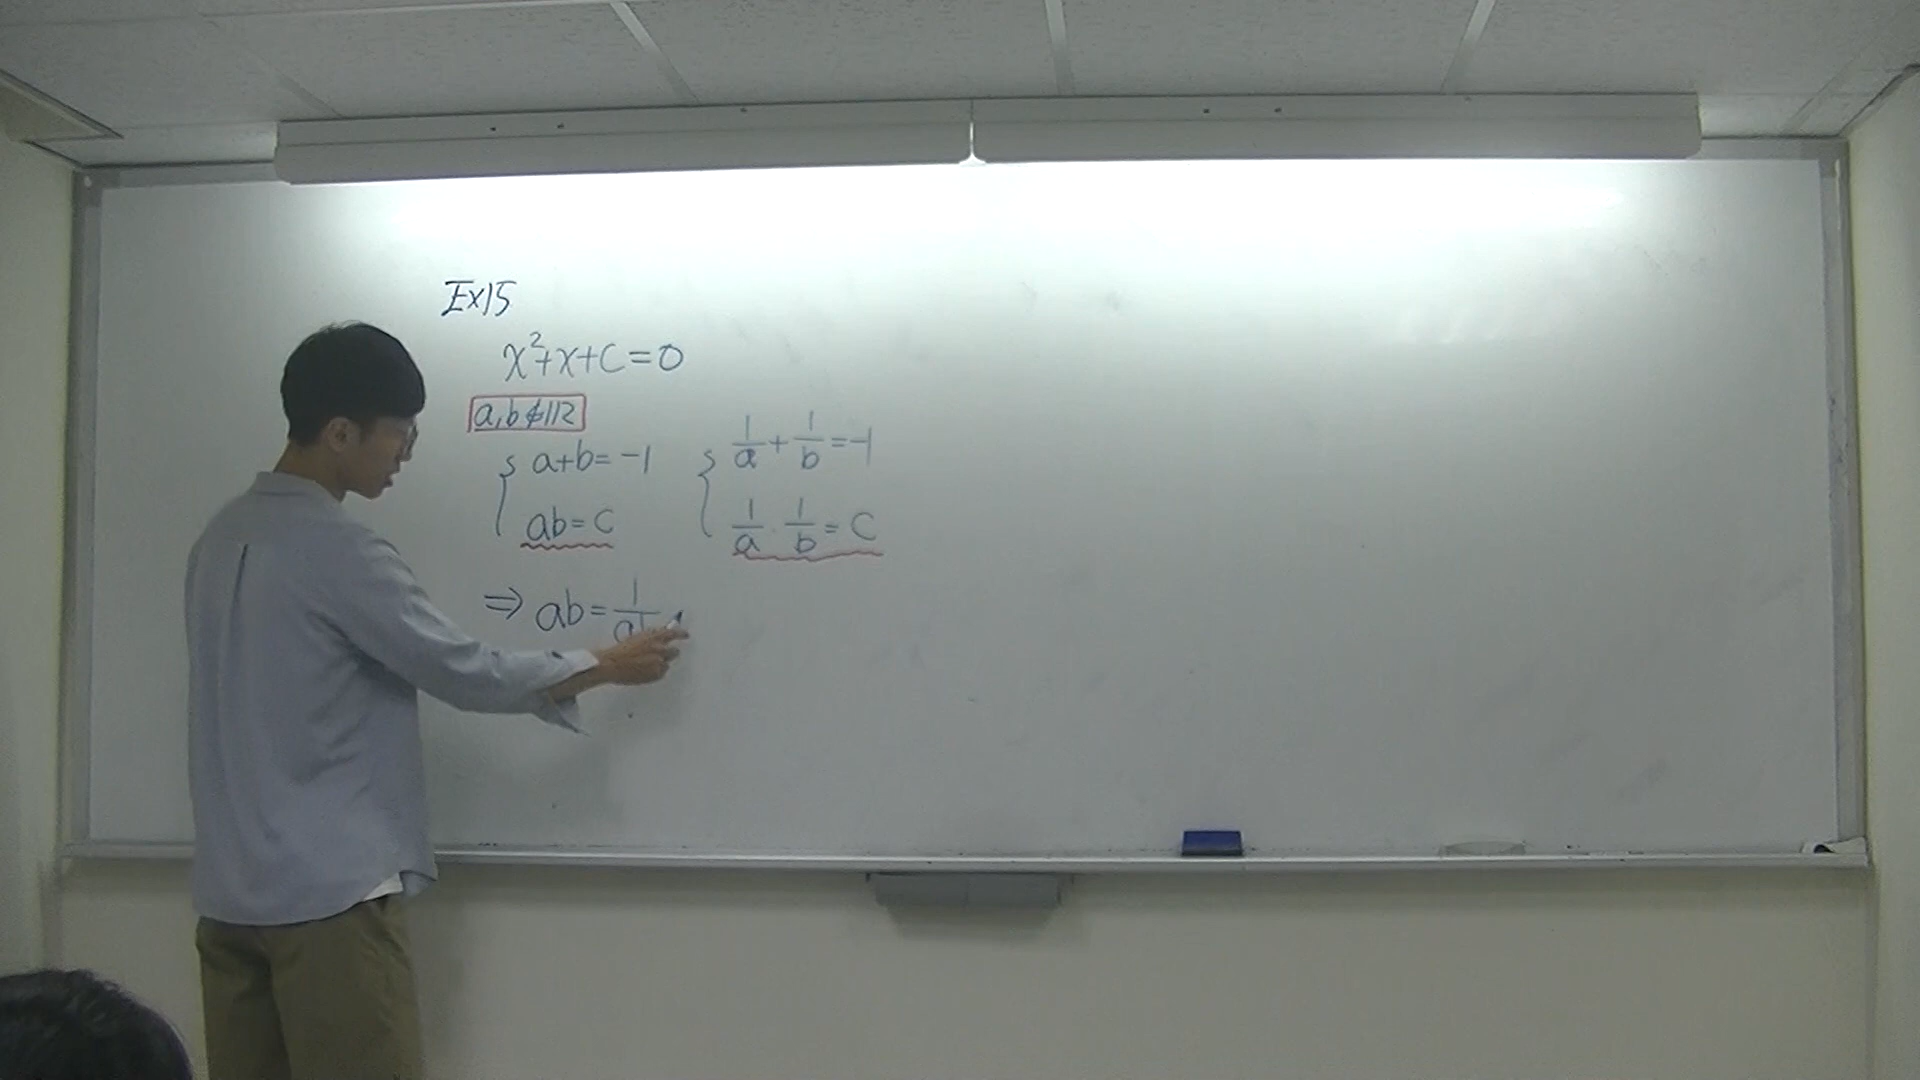 Ex15
x²+x+C=0
a,b∉ℝ
{ a+b=-1
ab=C
{ 1/a + 1/b = -1
1/a · 1/b = C
⇒ ab = 1/ab